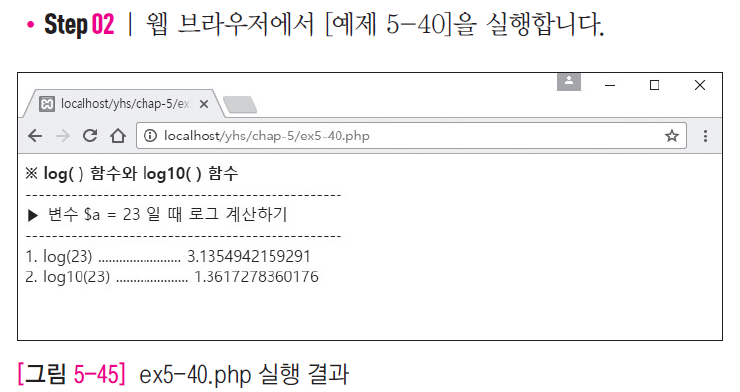 • Step 02 | 웹 브라우저에서 [예제 5-40]을 실행합니다.
localhost/yhs/chap-5/ex
localhost/yhs/chap-5/ex5-40.php
※ log( ) 함수와 log10( ) 함수
--------------------------------------------------
▶ 변수 $a = 23 일 때 로그 계산하기
--------------------------------------------------
1. log(23) ......................... 3.1354942159291
2. log10(23) ...................... 1.3617278360176
[그림 5-45] ex5-40.php 실행 결과